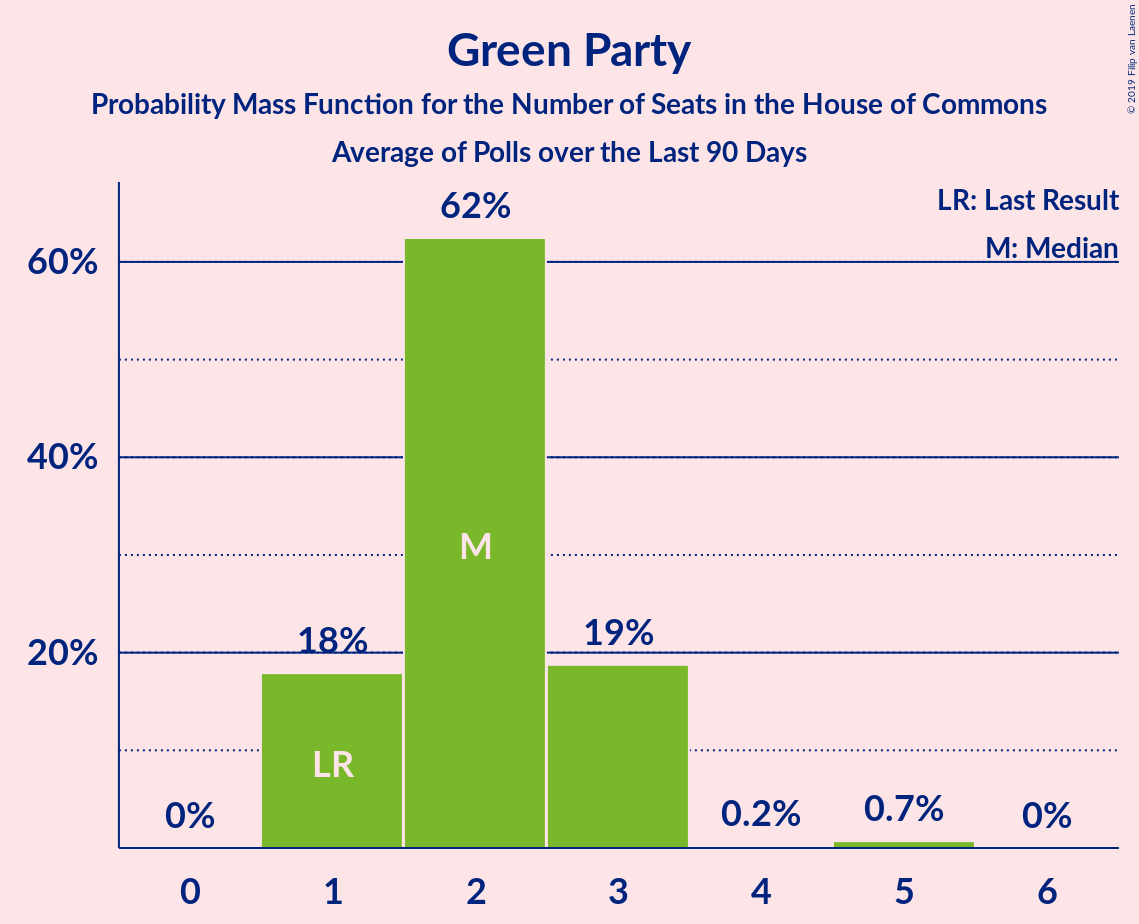 Green Party
Probability Mass Function for the Number of Seats in the House of Commons
Average of Polls over the Last 90 Days
© 2019 Filip van Laenen
LR: Last Result
M: Median
62%
60%
40%
M
18%
19%
20%
LR
0%
0.2%
0.7%
0%
0 1 2 3 4 5 6